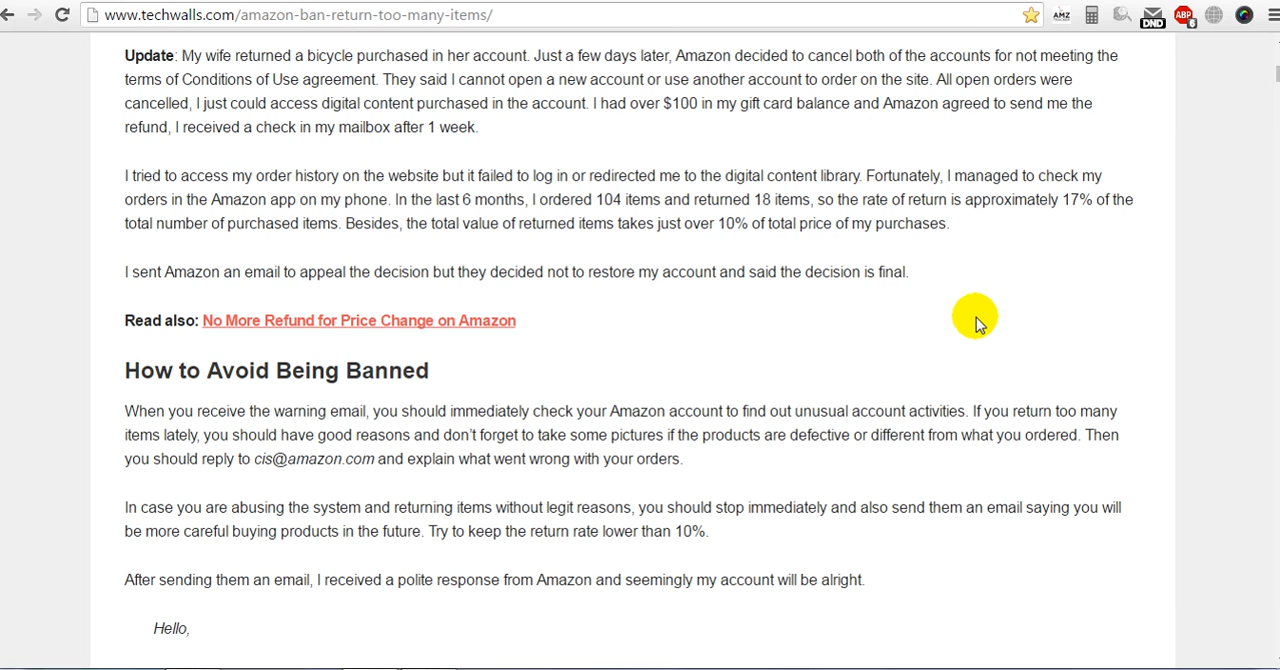 www.techwalls.com/amazon-ban-return-too-many-items/
AMZ
DND
ABP
6
Update: My wife returned a bicycle purchased in her account. Just a few days later, Amazon decided to cancel both of the accounts for not meeting the
terms of Conditions of Use agreement. They said I cannot open a new account or use another account to order on the site. All open orders were
cancelled, I just could access digital content purchased in the account. I had over $100 in my gift card balance and Amazon agreed to send me the
refund, I received a check in my mailbox after 1 week.
I tried to access my order history on the website but it failed to log in or redirected me to the digital content library. Fortunately, I managed to check my
orders in the Amazon app on my phone. In the last 6 months, I ordered 104 items and returned 18 items, so the rate of return is approximately 17% of the
total number of purchased items. Besides, the total value of returned items takes just over 10% of total price of my purchases.
I sent Amazon an email to appeal the decision but they decided not to restore my account and said the decision is final.
Read also: No More Refund for Price Change on Amazon
How to Avoid Being Banned
When you receive the warning email, you should immediately check your Amazon account to find out unusual account activities. If you return too many
items lately, you should have good reasons and don't forget to take some pictures if the products are defective or different from what you ordered. Then
you should reply to cis@amazon.com and explain what went wrong with your orders.
In case you are abusing the system and returning items without legit reasons, you should stop immediately and also send them an email saying you will
be more careful buying products in the future. Try to keep the return rate lower than 10%.
After sending them an email, I received a polite response from Amazon and seemingly my account will be alright.
Hello,